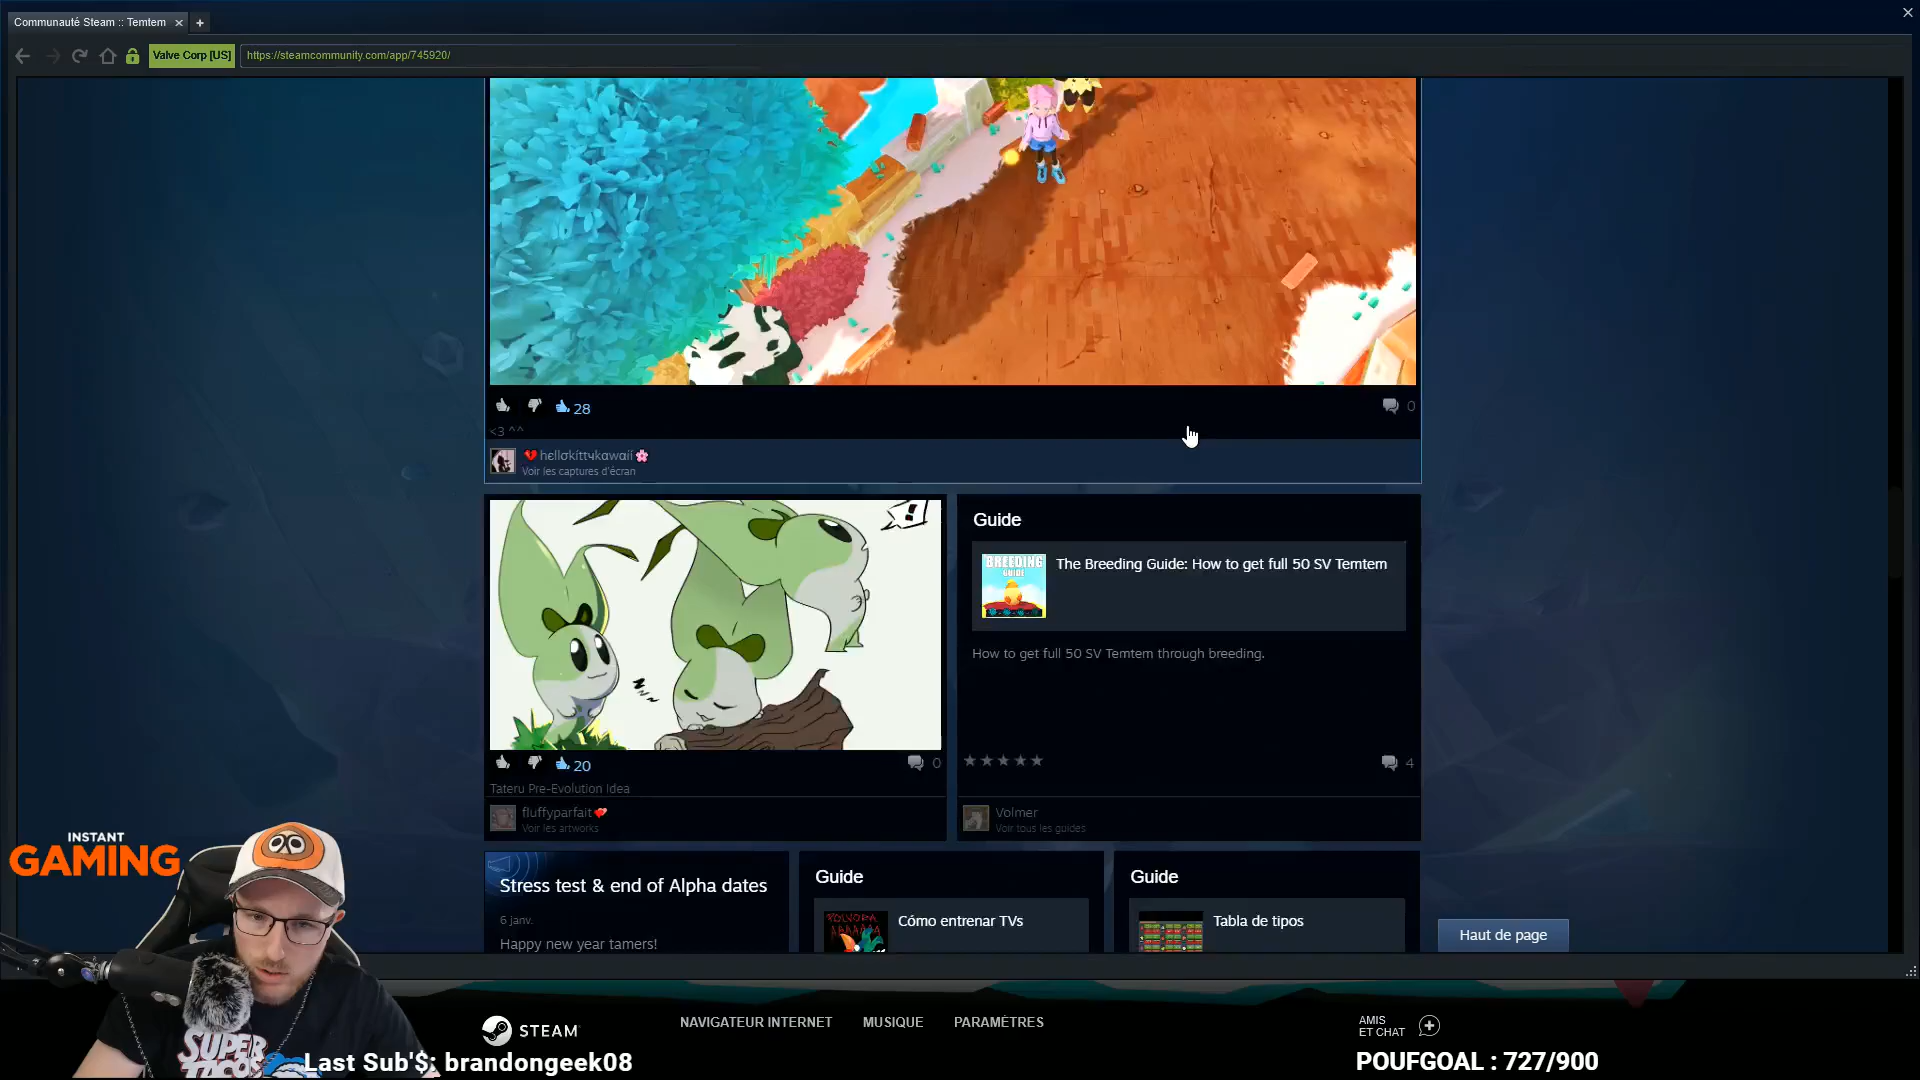 Communauté Steam :: Temtem
Valve Corp [US]
https://steamcommunity.com/app/745920/
28
0
<3 ^^
hellσkíttчkαwαíí
Voir les captures d'écran
!
20
0
Tateru Pre-Evolution Idea
fluffyparfait
Voir les artworks
Guide
BREEDING
GUIDE
The Breeding Guide: How to get full 50 SV Temtem
How to get full 50 SV Temtem through breeding.
4
Volmer
Voir tous les guides
Stress test & end of Alpha dates
6 janv.
Happy new year tamers!
Guide
Cómo entrenar TVs
Guide
Tabla de tipos
Haut de page
INSTANT
GAMING
SUPER
STEAM
NAVIGATEUR INTERNET
MUSIQUE
PARAMÈTRES
AMIS
ET CHAT
Last Sub'$: brandongeek08
POUFGOAL : 727/900